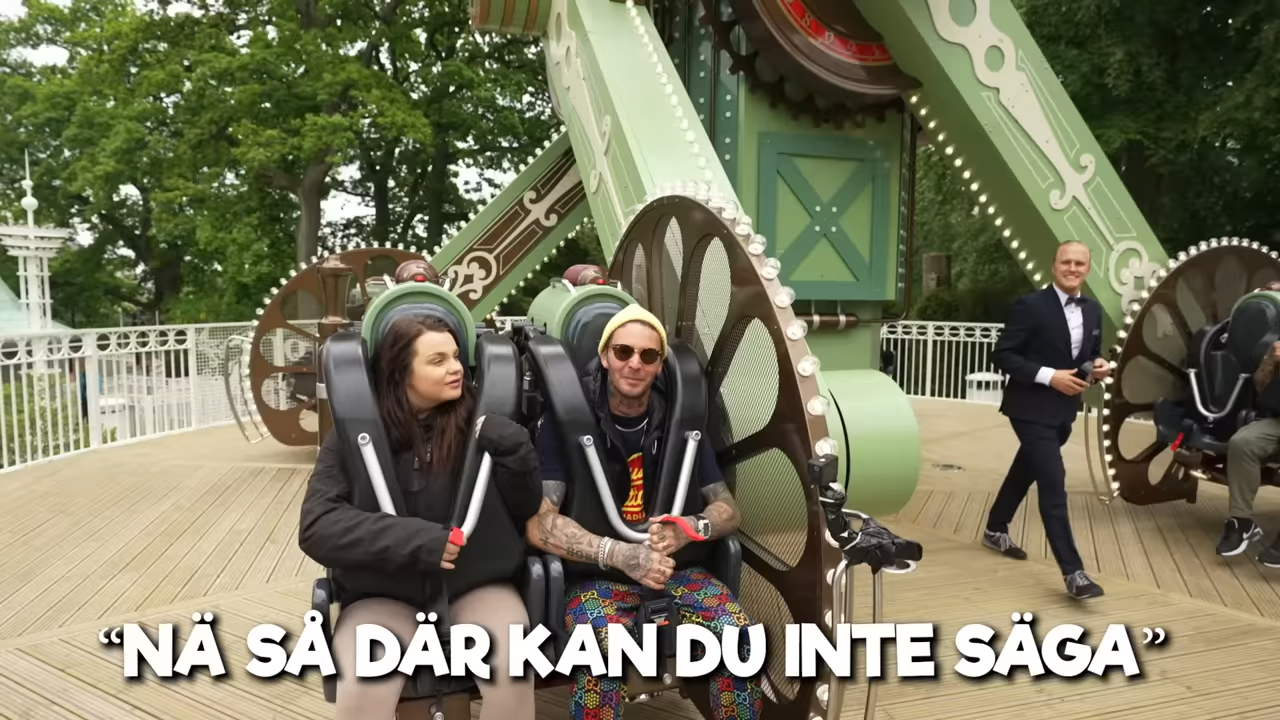 “NÄ SÅ DÄR KAN DU INTE SÄGA”